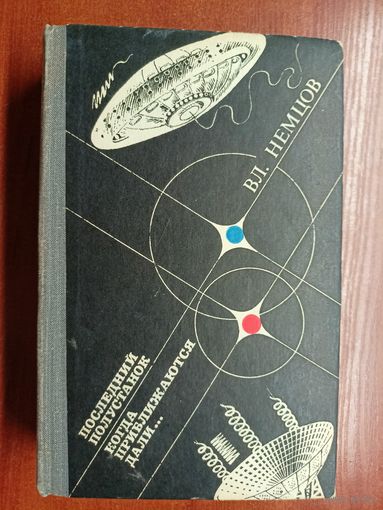 ВЛ. НЕМЦОВ
ПОСЛЕДНИЙ
ПОЛУСТАНОК
КОГДА
ПРИБЛИЖАЮТСЯ
ДАЛИ...